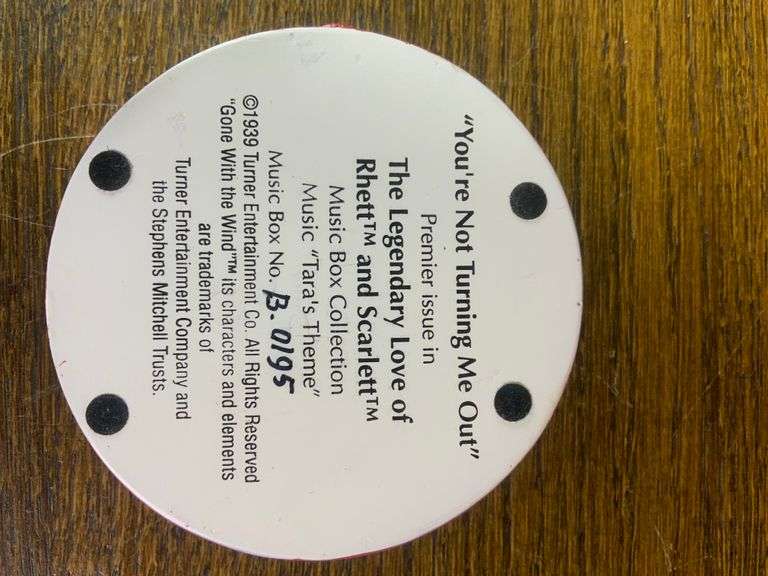 "You're Not Turning Me Out"
Premier issue in
The Legendary Love of
Rhett™ and Scarlett™
Music Box Collection
Music "Tara's Theme"
Music Box No. B.0195
©1939 Turner Entertainment Co. All Rights Reserved
"Gone With the Wind"™ its characters and elements
are trademarks of
Turner Entertainment Company and
the Stephens Mitchell Trusts.